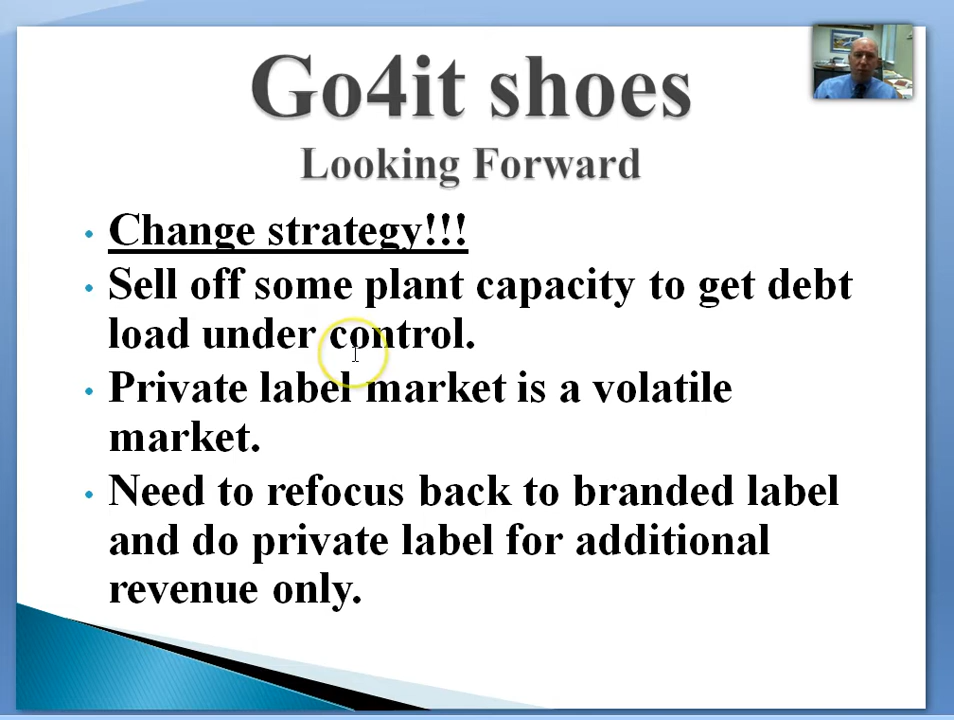 Go4it shoes
Looking Forward
• Change strategy!!!
• Sell off some plant capacity to get debt
load under control.
• Private label market is a volatile
market.
• Need to refocus back to branded label
and do private label for additional
revenue only.